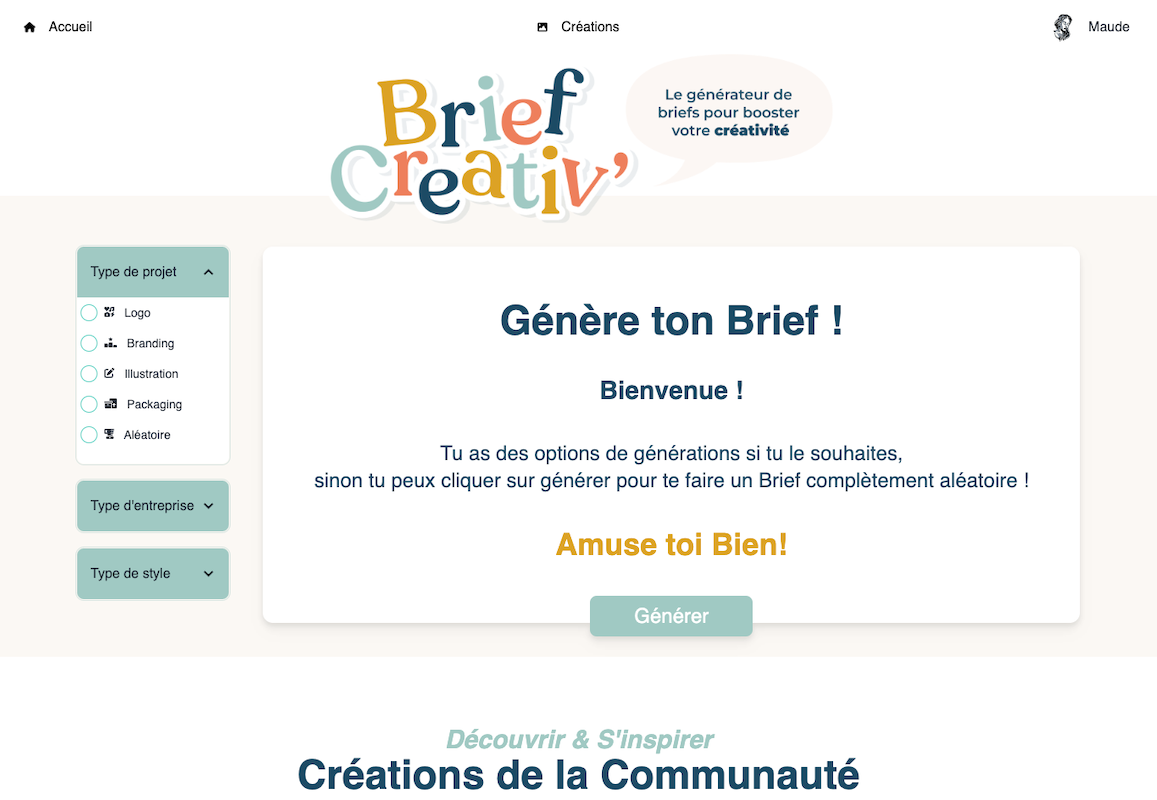 Accueil
Créations
Maude
Brief
Creativ’
Le générateur de
briefs pour booster
votre créativité
Type de projet
Logo
Branding
Illustration
Packaging
Aléatoire
Type d'entreprise
Type de style
Génère ton Brief !
Bienvenue !
Tu as des options de générations si tu le souhaites,
sinon tu peux cliquer sur générer pour te faire un Brief complètement aléatoire !
Amuse toi Bien!
Générer
Découvrir & S'inspirer
Créations de la Communauté